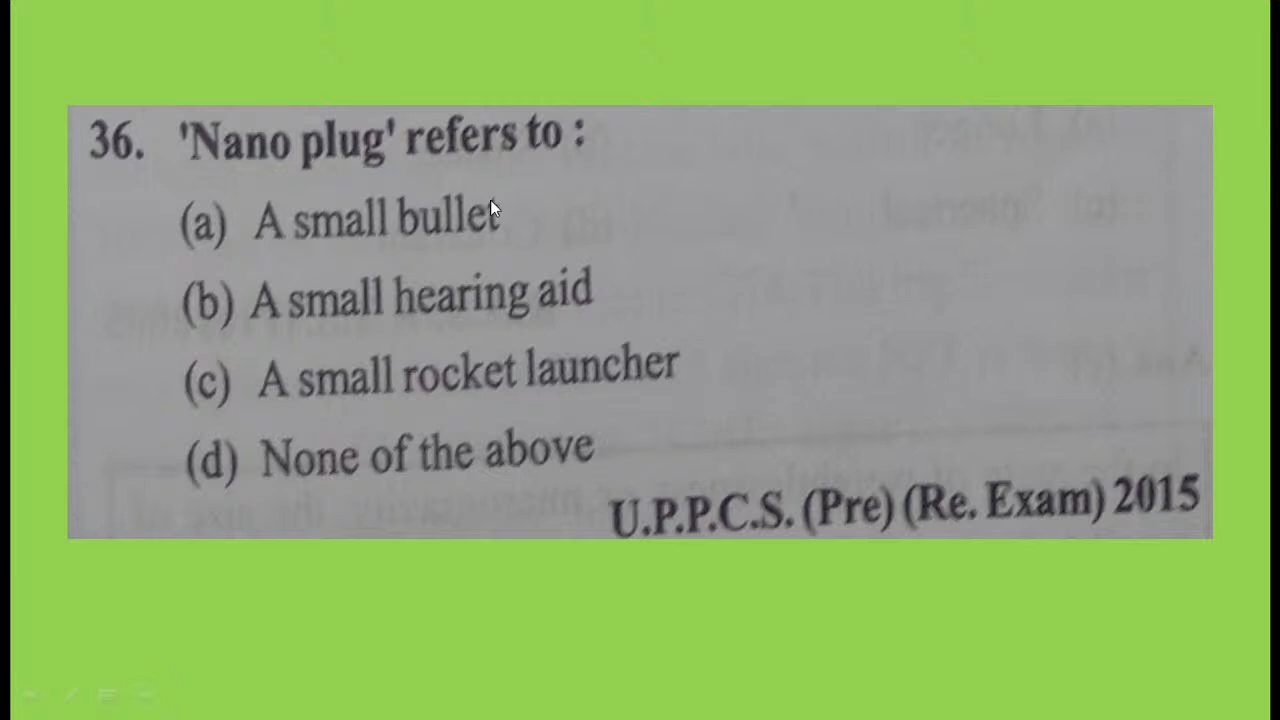 36. 'Nano plug' refers to :
(a) A small bullet
(b) A small hearing aid
(c) A small rocket launcher
(d) None of the above
U.P.P.C.S. (Pre) (Re. Exam) 2015